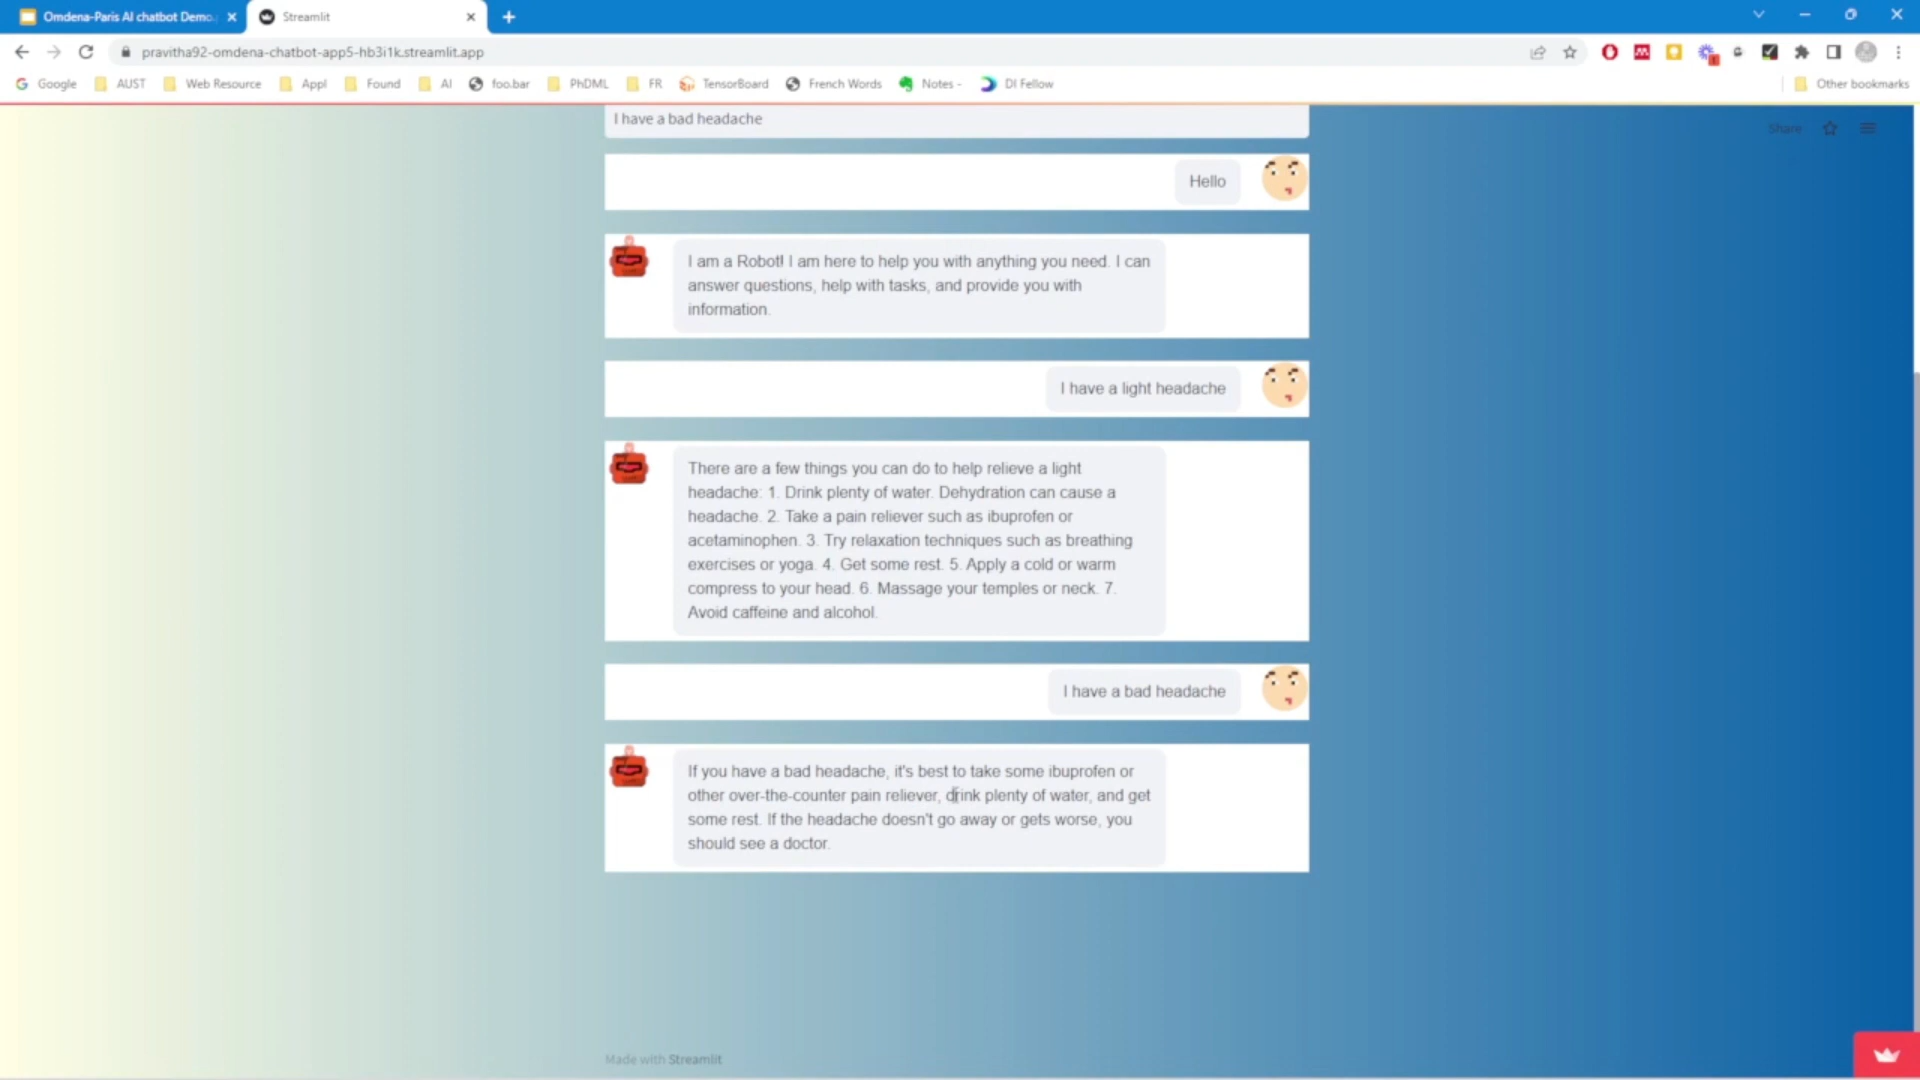 Omdena-Paris AI chatbot Demo.
Streamlit
pravitha92-omdena-chatbot-app5-hb3i1k.streamlit.app
Google
AUST
Web Resource
Appl
Found
AI
foo.bar
PhDML
FR
TensorBoard
French Words
Notes -
DI Fellow
Other bookmarks
I have a bad headache
Share
Hello
I am a Robot! I am here to help you with anything you need. I can
answer questions, help with tasks, and provide you with
information.
I have a light headache
There are a few things you can do to help relieve a light
headache: 1. Drink plenty of water. Dehydration can cause a
headache. 2. Take a pain reliever such as ibuprofen or
acetaminophen. 3. Try relaxation techniques such as breathing
exercises or yoga. 4. Get some rest. 5. Apply a cold or warm
compress to your head. 6. Massage your temples or neck. 7.
Avoid caffeine and alcohol.
I have a bad headache
If you have a bad headache, it's best to take some ibuprofen or
other over-the-counter pain reliever, drink plenty of water, and get
some rest. If the headache doesn't go away or gets worse, you
should see a doctor.
Made with Streamlit